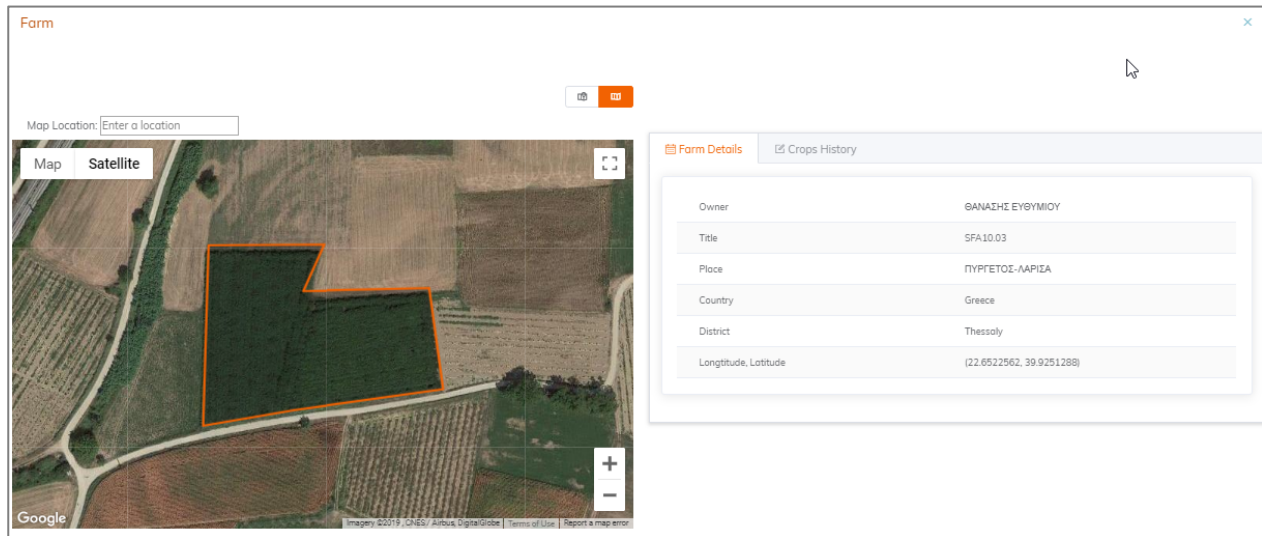 Farm
×
Map Location: Enter a location
Map Satellite
Google
Imagery ©2019 , CNES / Airbus, DigitalGlobe Terms of Use Report a map error
Farm Details Crops History
Owner ΘΑΝΑΣΗΣ ΕΥΘΥΜΙΟΥ
Title SFA10.03
Place ΠΥΡΓΕΤΟΣ-ΛΑΡΙΣΑ
Country Greece
District Thessaly
Longtitude, Latitude (22.6522562, 39.9251288)